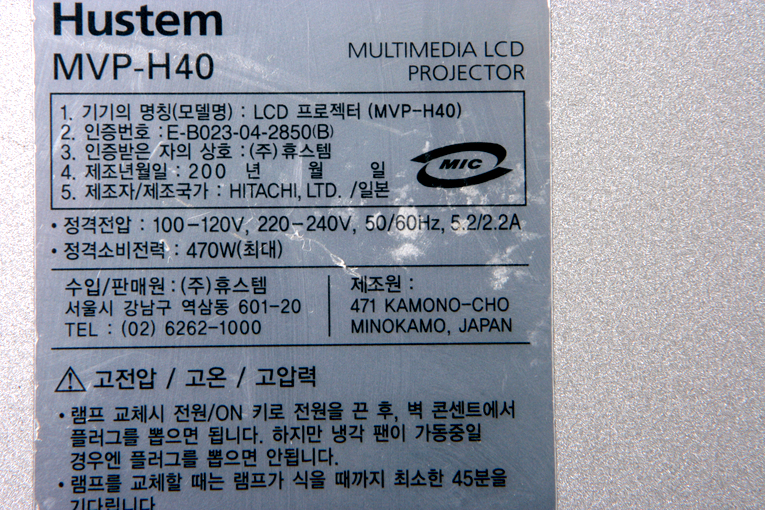 Hustem
MVP-H40
MULTIMEDIA LCD
PROJECTOR
1. 기기의 명칭(모델명) : LCD 프로젝터 (MVP-H40)
2. 인증번호 : E-B023-04-2850(B)
3. 인증받은 자의 상호 : (주)휴스템
4. 제조년월일 : 200 년 월 일
5. 제조자/제조국가 : HITACHI, LTD. /일본
MIC
• 정격전압 : 100-120V, 220-240V, 50/60Hz, 5.2/2.2A
• 정격소비전력 : 470W(최대)
수입/판매원 : (주)휴스템
서울시 강남구 역삼동 601-20
TEL : (02) 6262-1000
제조원 :
471 KAMONO-CHO
MINOKAMO, JAPAN
고전압 / 고온 / 고압력
• 램프 교체시 전원/ON 키로 전원을 끈 후, 벽 콘센트에서
플러그를 뽑으면 됩니다. 하지만 냉각 팬이 가동중일
경우엔 플러그를 뽑으면 안됩니다.
• 램프를 교체할 때는 램프가 식을 때까지 최소한 45분을
기다립니다.